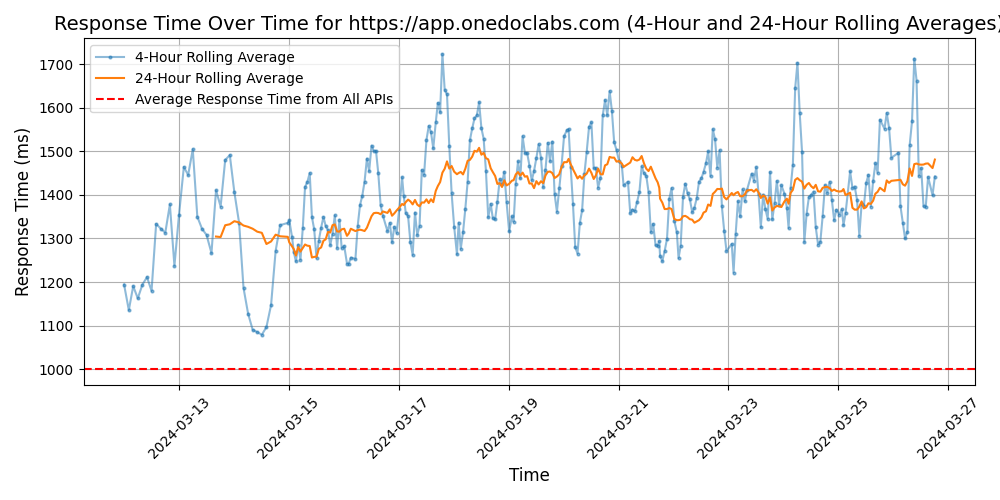 Response Time Over Time for https://app.onedoclabs.com (4-Hour and 24-Hour Rolling Averages)
4-Hour Rolling Average
24-Hour Rolling Average
Average Response Time from All APIs
Response Time (ms)
1700
1600
1500
1400
1300
1200
1100
1000
2024-03-13
2024-03-15
2024-03-17
2024-03-19
2024-03-21
2024-03-23
2024-03-25
2024-03-27
Time